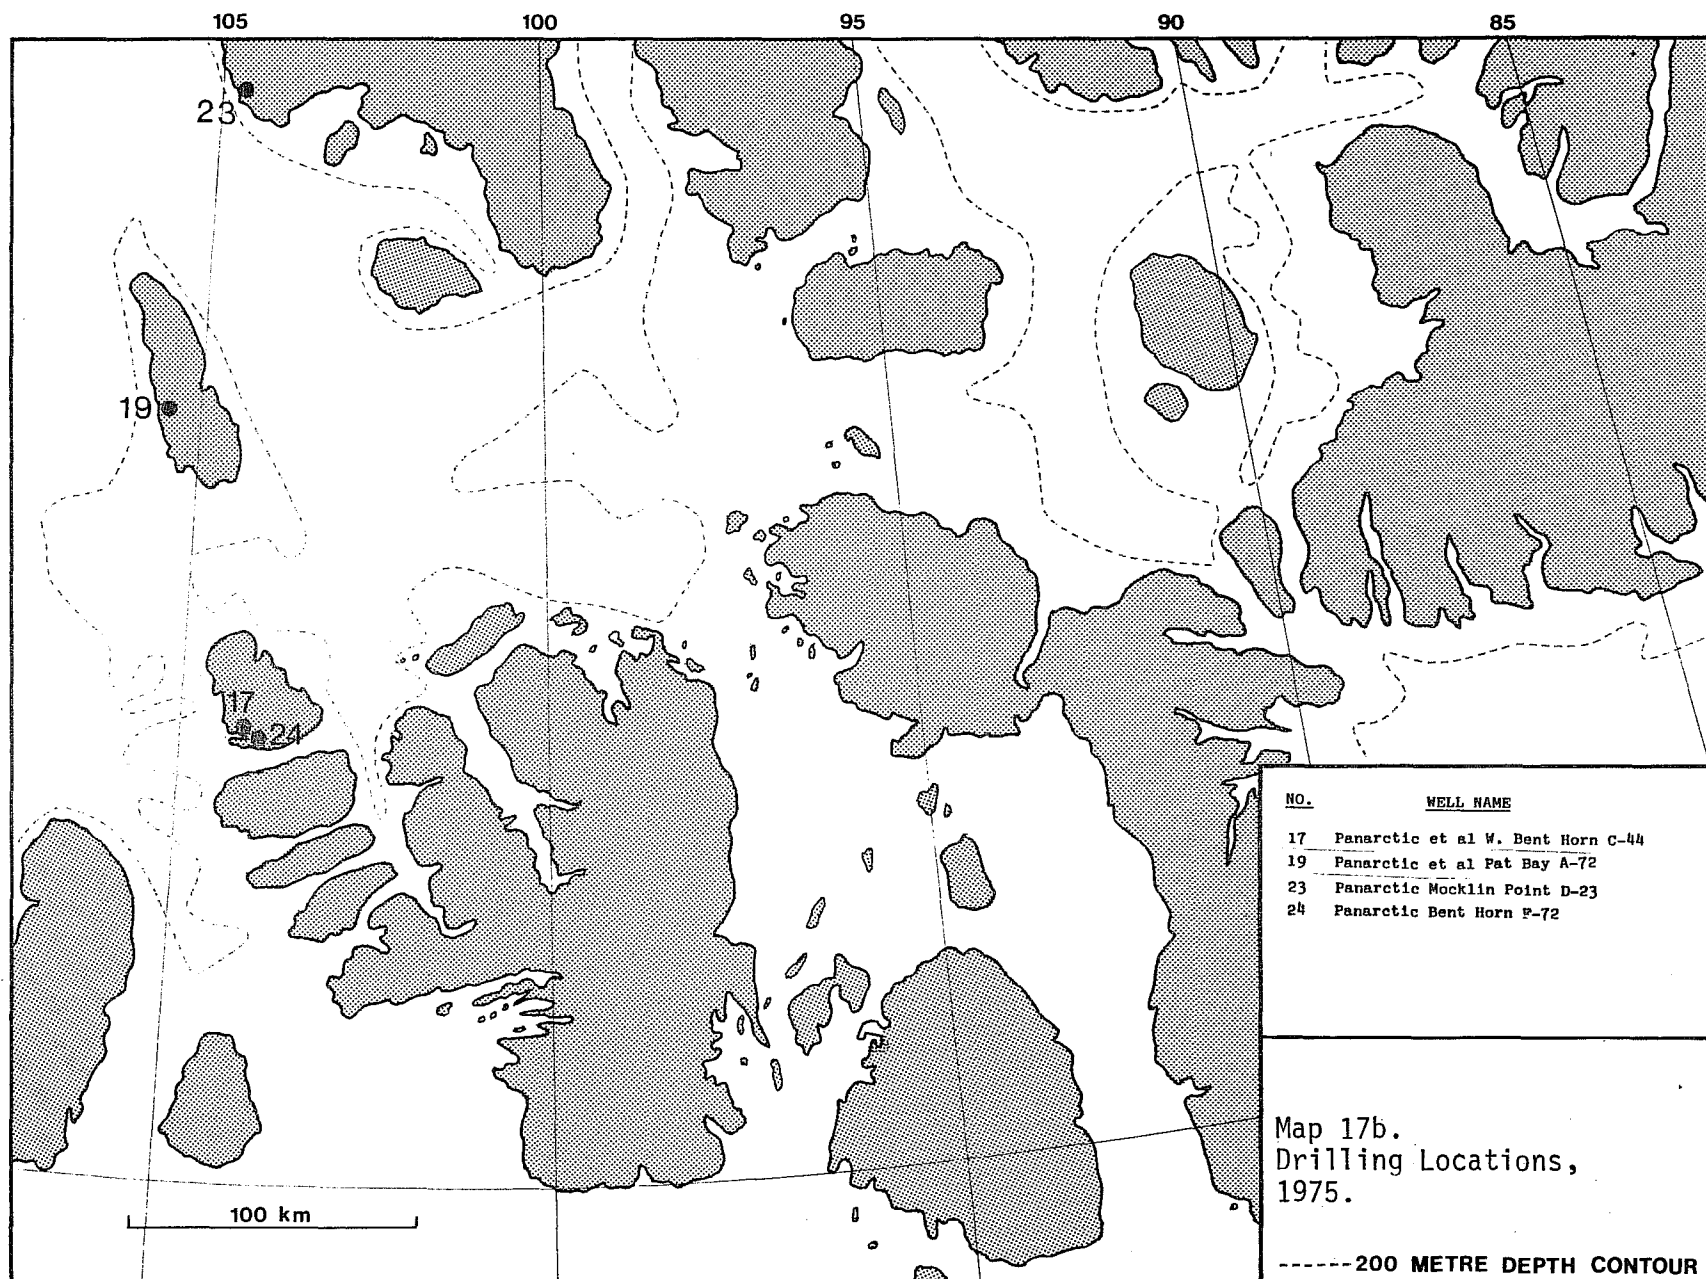 105 100 95 90 85
23
19
17
24
NO. WELL NAME
17 Panarctic et al W. Bent Horn C-44
19 Panarctic et al Pat Bay A-72
23 Panarctic Mocklin Point D-23
24 Panarctic Bent Horn F-72
Map 17b.
Drilling Locations,
1975.
100 km
------200 METRE DEPTH CONTOUR